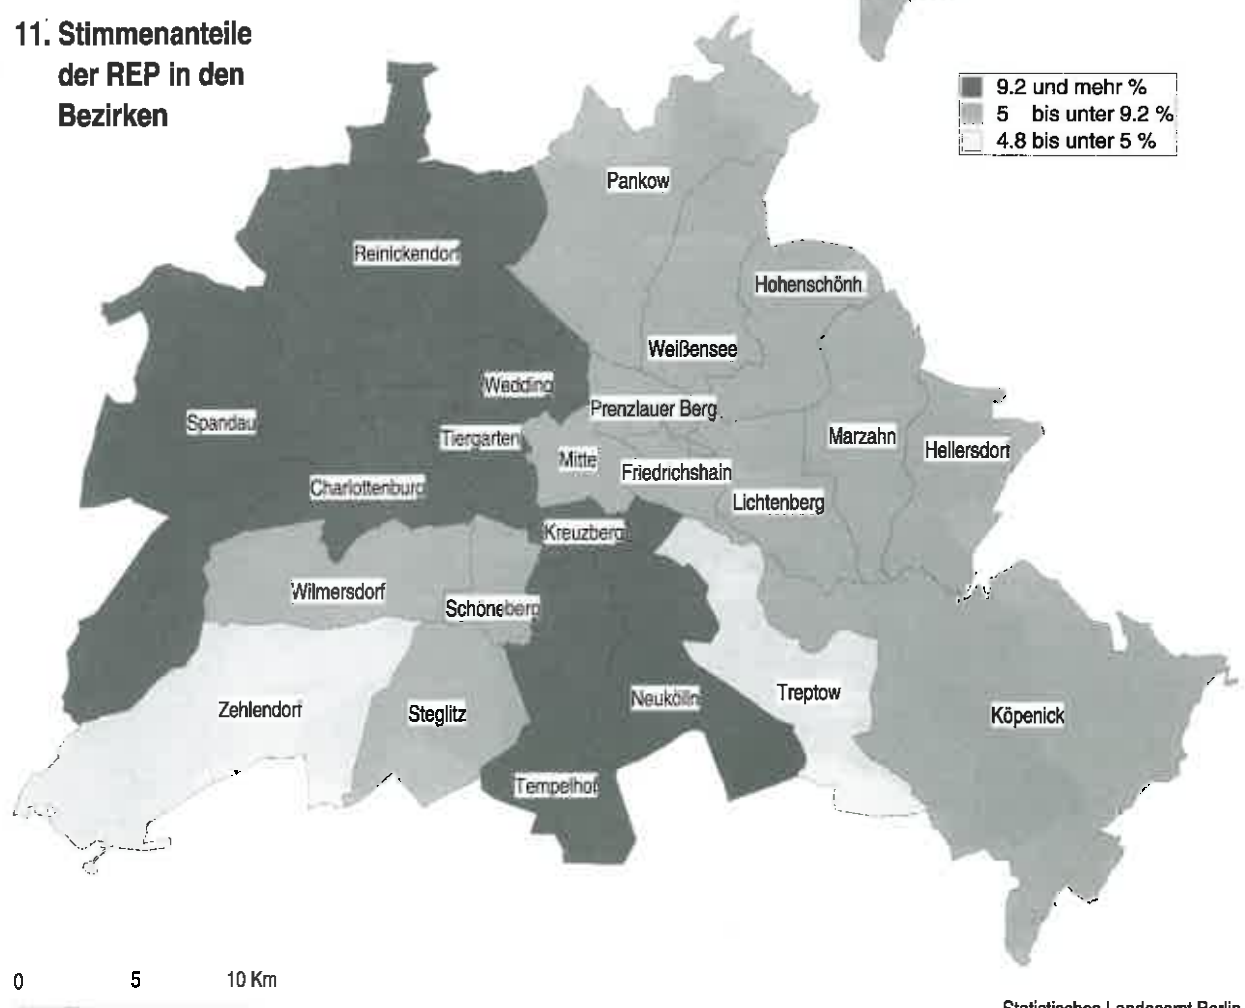 11. Stimmenanteile
der REP in den
Bezirken
9.2 und mehr %
5 bis unter 9.2 %
4.8 bis unter 5 %
Pankow
Reinickendorf
Hohenschönh
Weißensee
Wedding
Prenzlauer Berg
Spandau
Tiergarten
Marzahn
Mitte
Hellersdorf
Friedrichshain
Charlottenburg
Lichtenberg
Kreuzberg
Wilmersdorf
Schöneberg
Neukölln
Treptow
Zehlendorf
Steglitz
Köpenick
Tempelhof
0 5 10 Km
Statistisches Landesamt Berlin